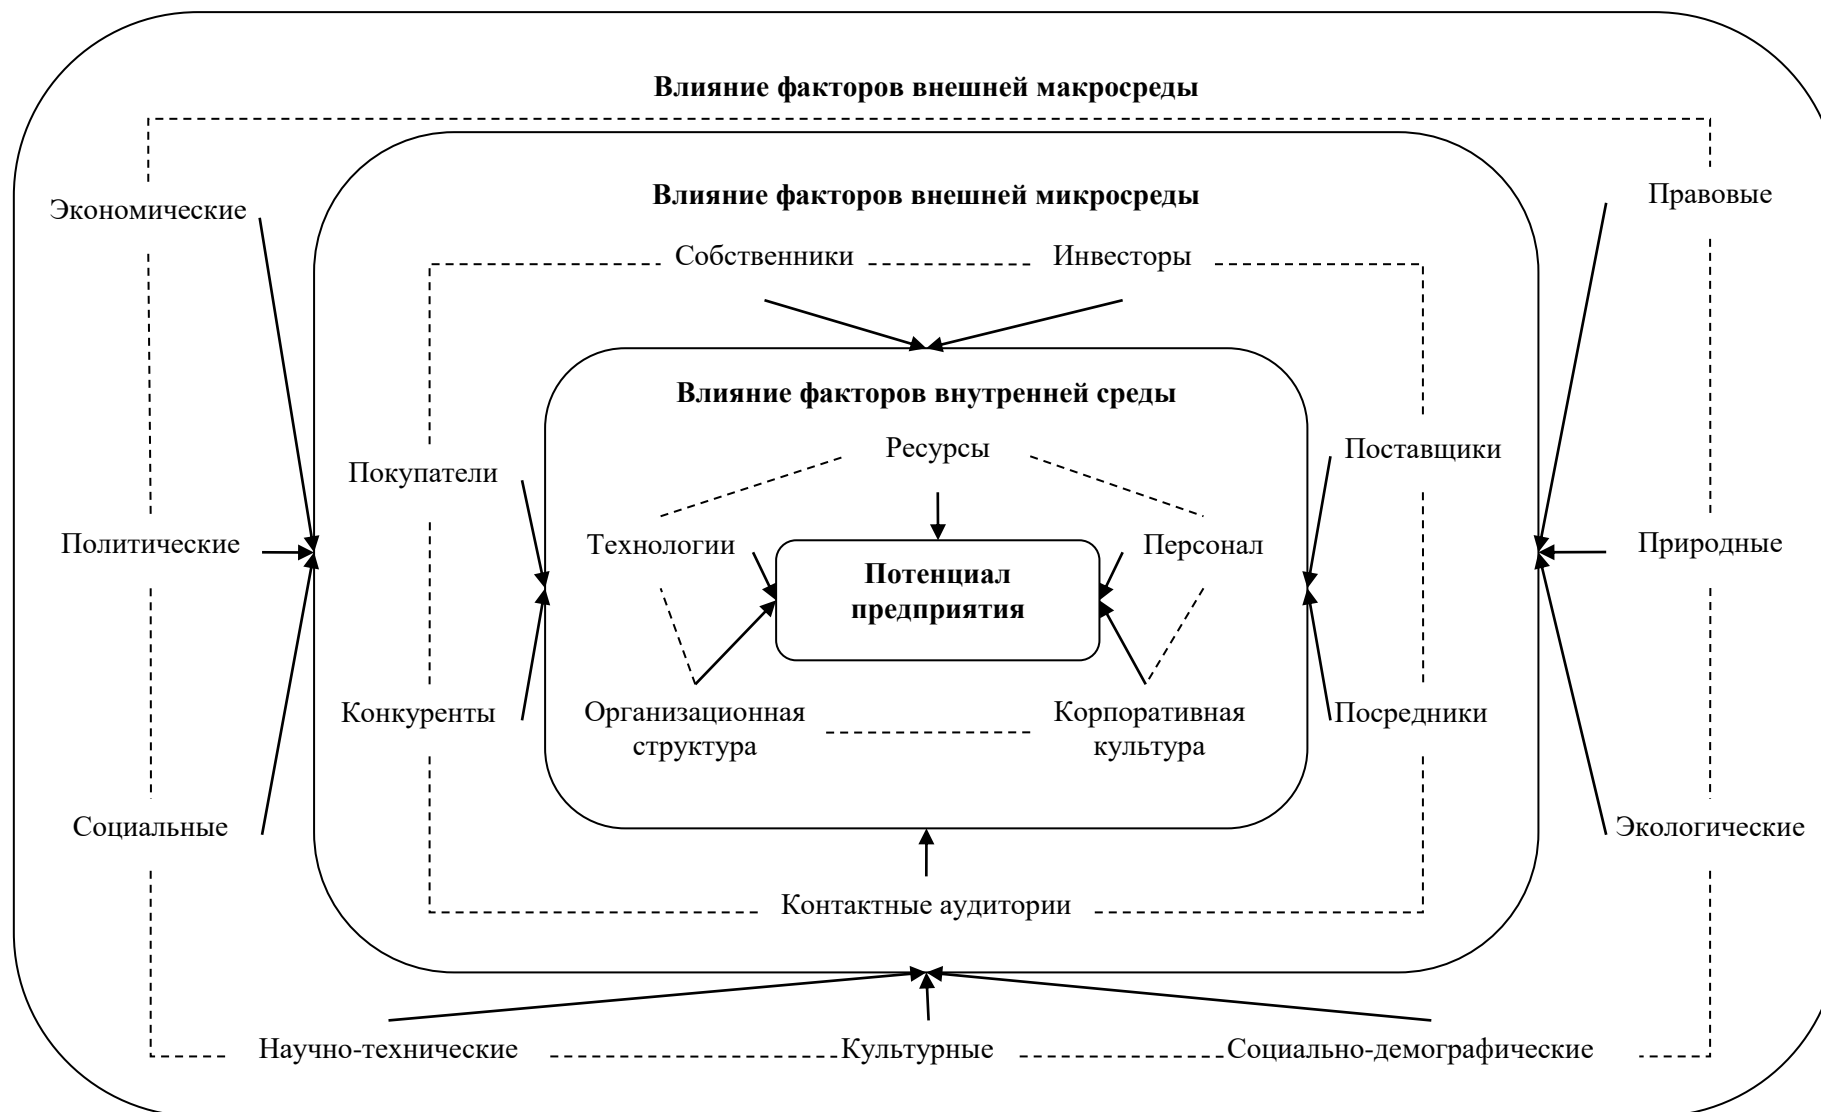 Влияние факторов внешней макросреды
Влияние факторов внешней микросреды
Экономические
Правовые
Собственники
Инвесторы
Влияние факторов внутренней среды
Ресурсы
Покупатели
Поставщики
Политические
Технологии
Персонал
Природные
Потенциал
предприятия
Конкуренты
Организационная
структура
Корпоративная
культура
Посредники
Социальные
Экологические
Контактные аудитории
Научно-технические
Культурные
Социально-демографические